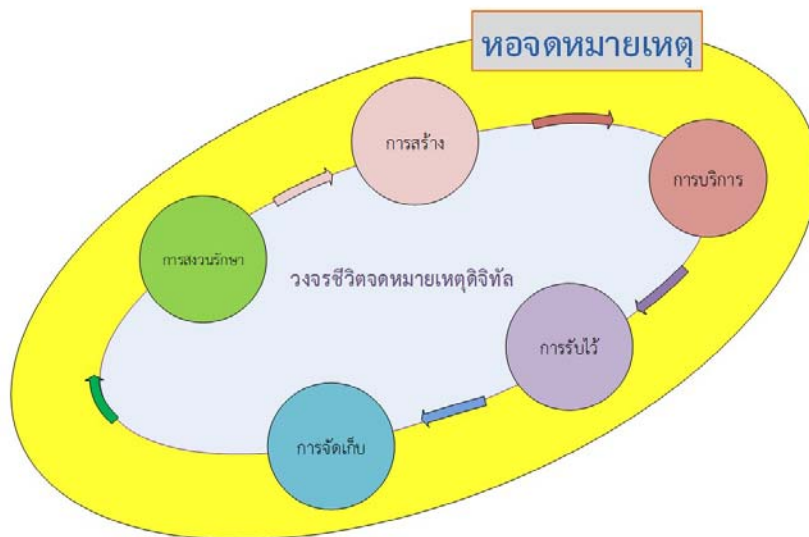 หอจดหมายเหตุ
การสร้าง
การบริการ
การสงวนรักษา
วงจรชีวิตจดหมายเหตุดิจิทัล
การรับไว้
การจัดเก็บ